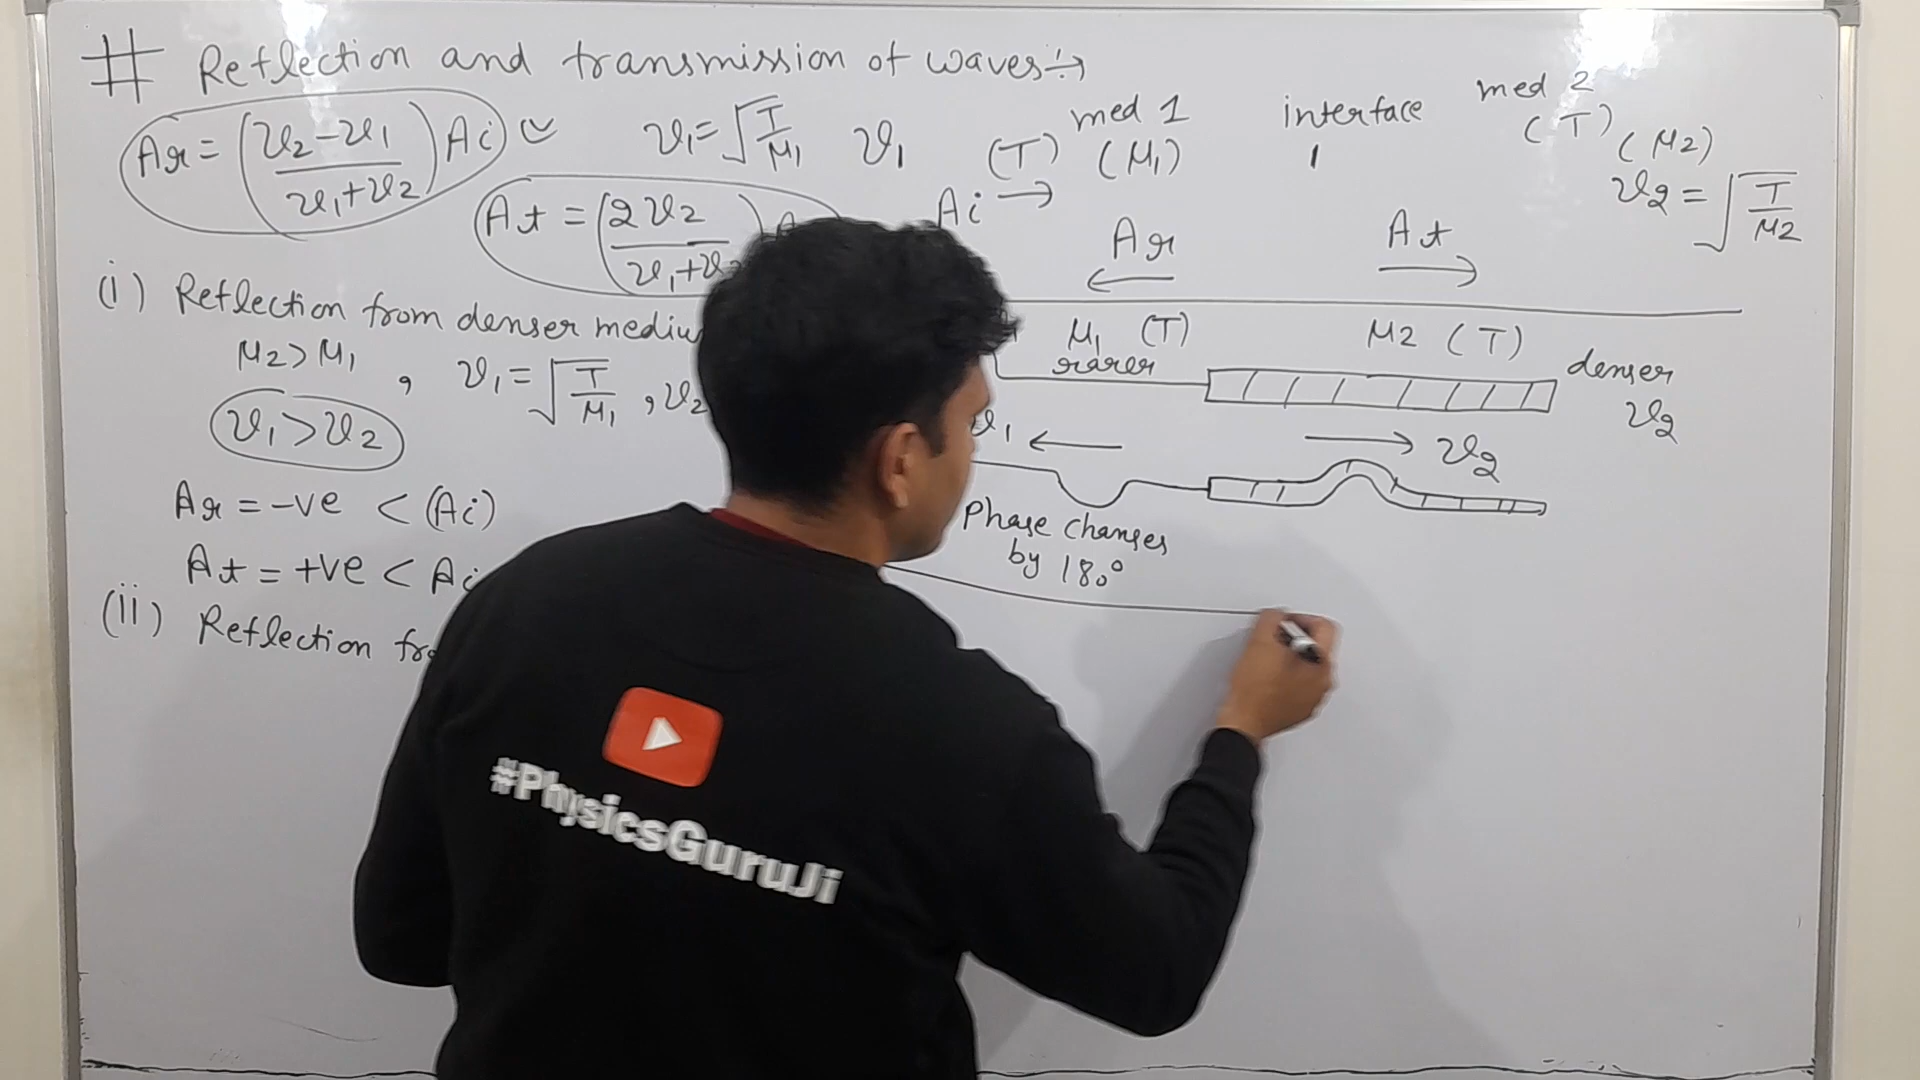 # Reflection and transmission of waves :→
Ar = (v2 - v1 / v1 + v2) Ai
v1 = √T/μ1 v1
At = (2v2 / v1 +
(T) med 1 (μ1)
interface
med 2 (T) (μ2)
v2 = √T/μ2
Ai →
Ar ←
At →
(i) Reflection from denser
μ2 > μ1 , v1 = √T/μ1 , v2
v1 > v2
Ar = -ve < (Ai)
At = +ve < Ai
(ii) Reflection
μ1 (T)
rarer
μ2 (T)
denser
v2
v1 ←
→ v2
Phase changes
by 180°
#PhysicsGuruJi